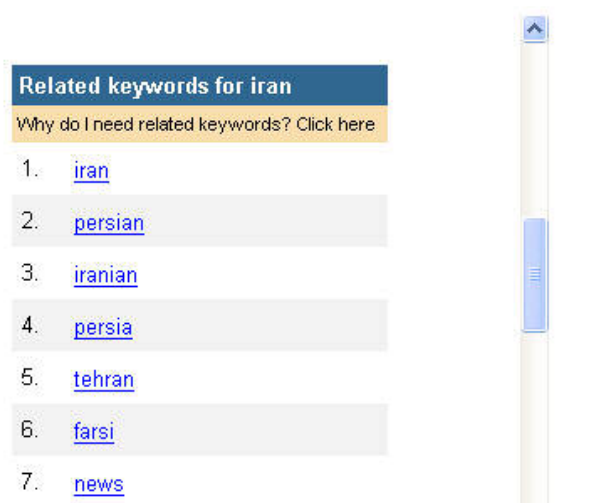 Related keywords for iran
Why do I need related keywords? Click here
1. iran
2. persian
3. iranian
4. persia
5. tehran
6. farsi
7. news